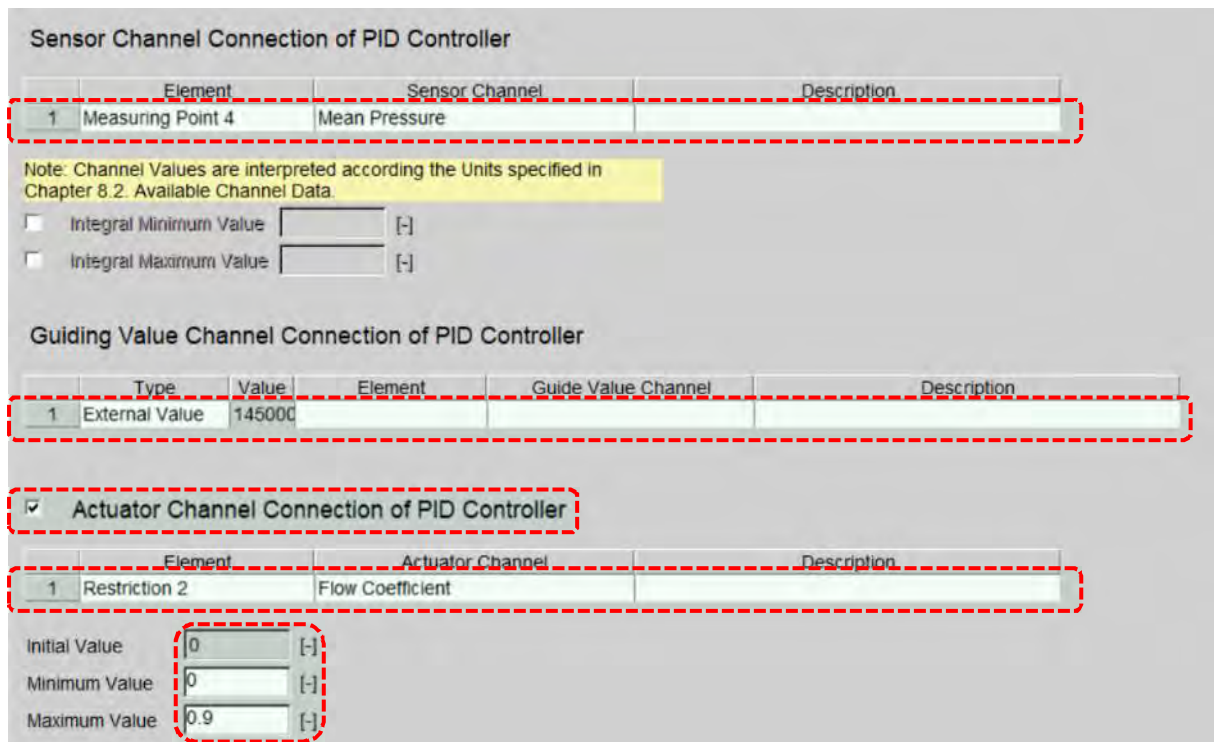 Sensor Channel Connection of PID Controller
Element Sensor Channel Description
1 Measuring Point 4 Mean Pressure
Note: Channel Values are interpreted according the Units specified in
Chapter 8.2. Available Channel Data.
Integral Minimum Value [-]
Integral Maximum Value [-]
Guiding Value Channel Connection of PID Controller
Type Value Element Guide Value Channel Description
1 External Value 145000
Actuator Channel Connection of PID Controller
Element Actuator Channel Description
1 Restriction 2 Flow Coefficient
Initial Value 0 [-]
Minimum Value 0 [-]
Maximum Value 0.9 [-]